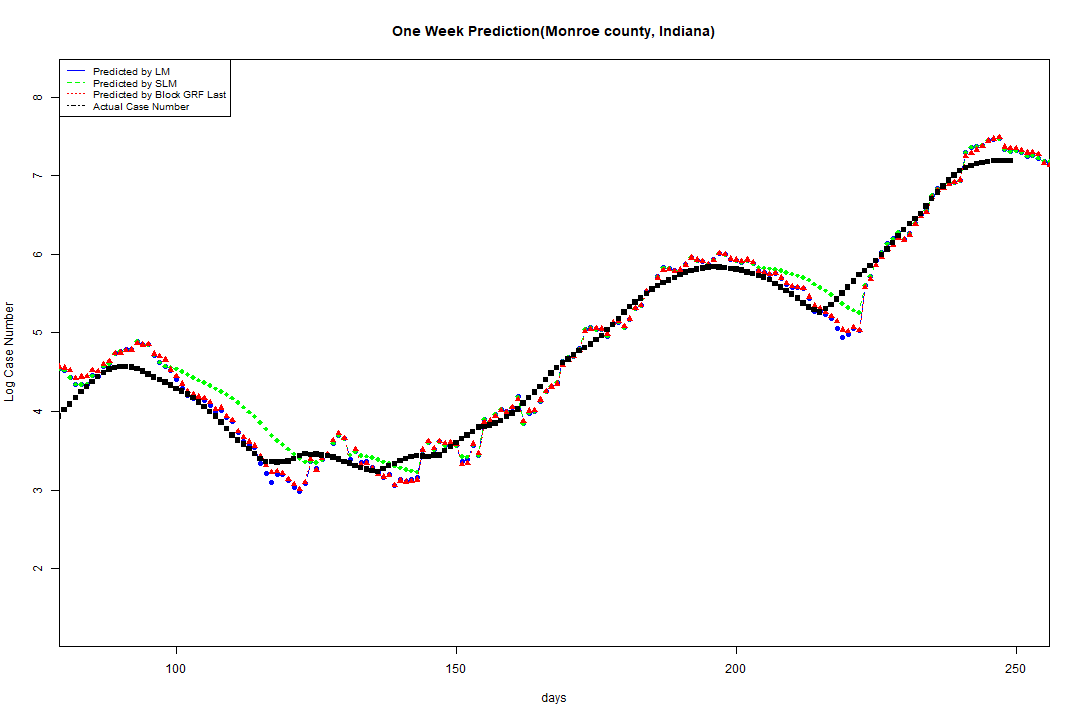 One Week Prediction(Monroe county, Indiana)
Predicted by LM
Predicted by SLM
Predicted by Block GRF Last
Actual Case Number
8
7
6
5
4
3
2
Log Case Number
100 150 200 250
days